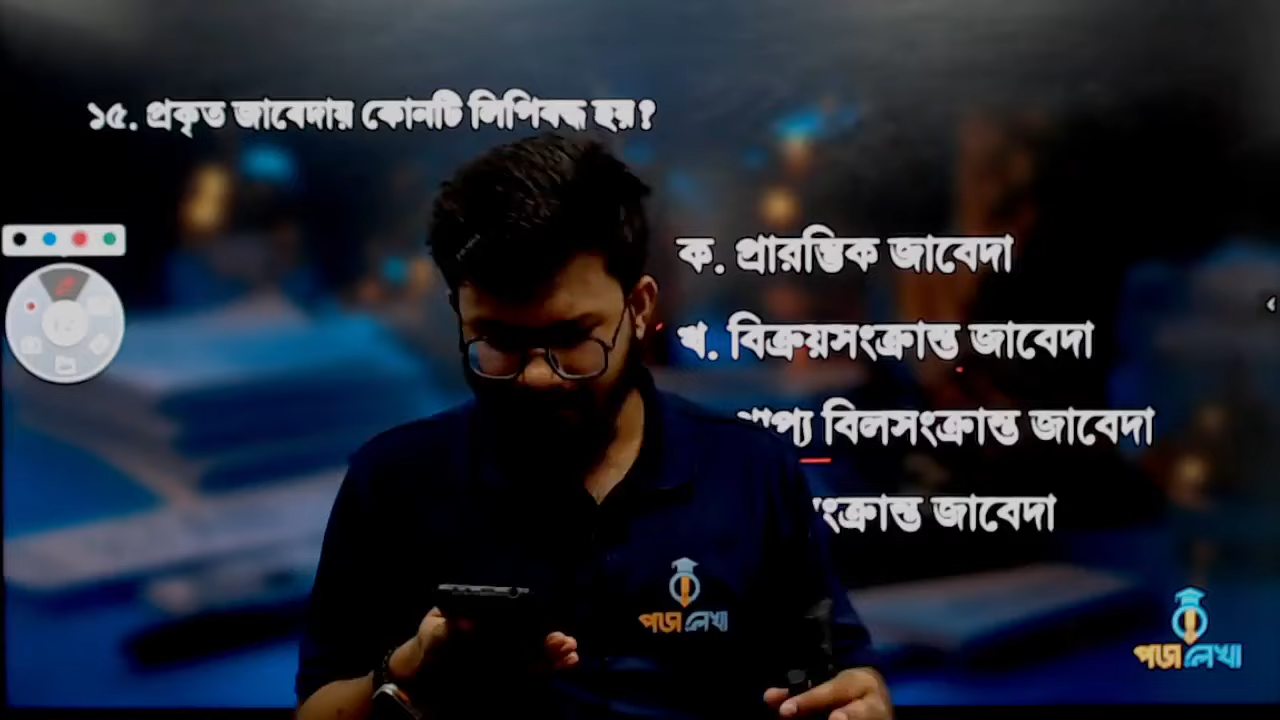 ১৫. প্রকৃত জাবেদায় কোনটি লিপিবদ্ধ হয়?
ক. প্রারম্ভিক জাবেদা
খ. বিক্রয়সংক্রান্ত জাবেদা
বিলসংক্রান্ত জাবেদা
জাবেদা
পড়ালেখা
পড়ালেখা